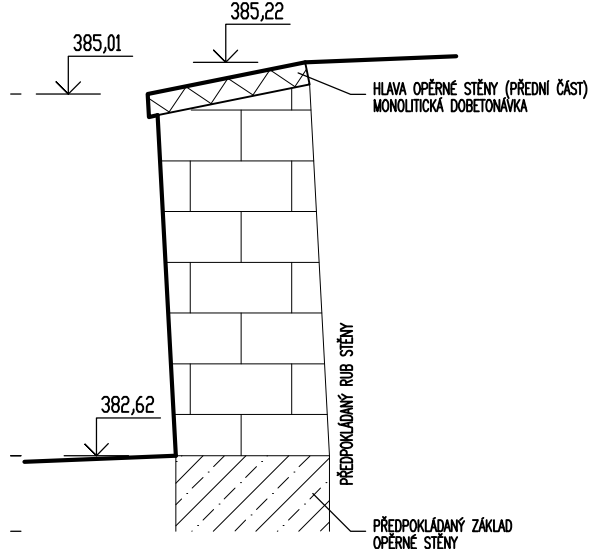 385,22
385,01
HLAVA OPĚRNÉ STĚNY (PŘEDNÍ ČÁST)
MONOLITICKÁ DOBETONÁVKA
PŘEDPOKLÁDANÝ RUB STĚNY
382,62
PŘEDPOKLÁDANÝ ZÁKLAD
OPĚRNÉ STĚNY